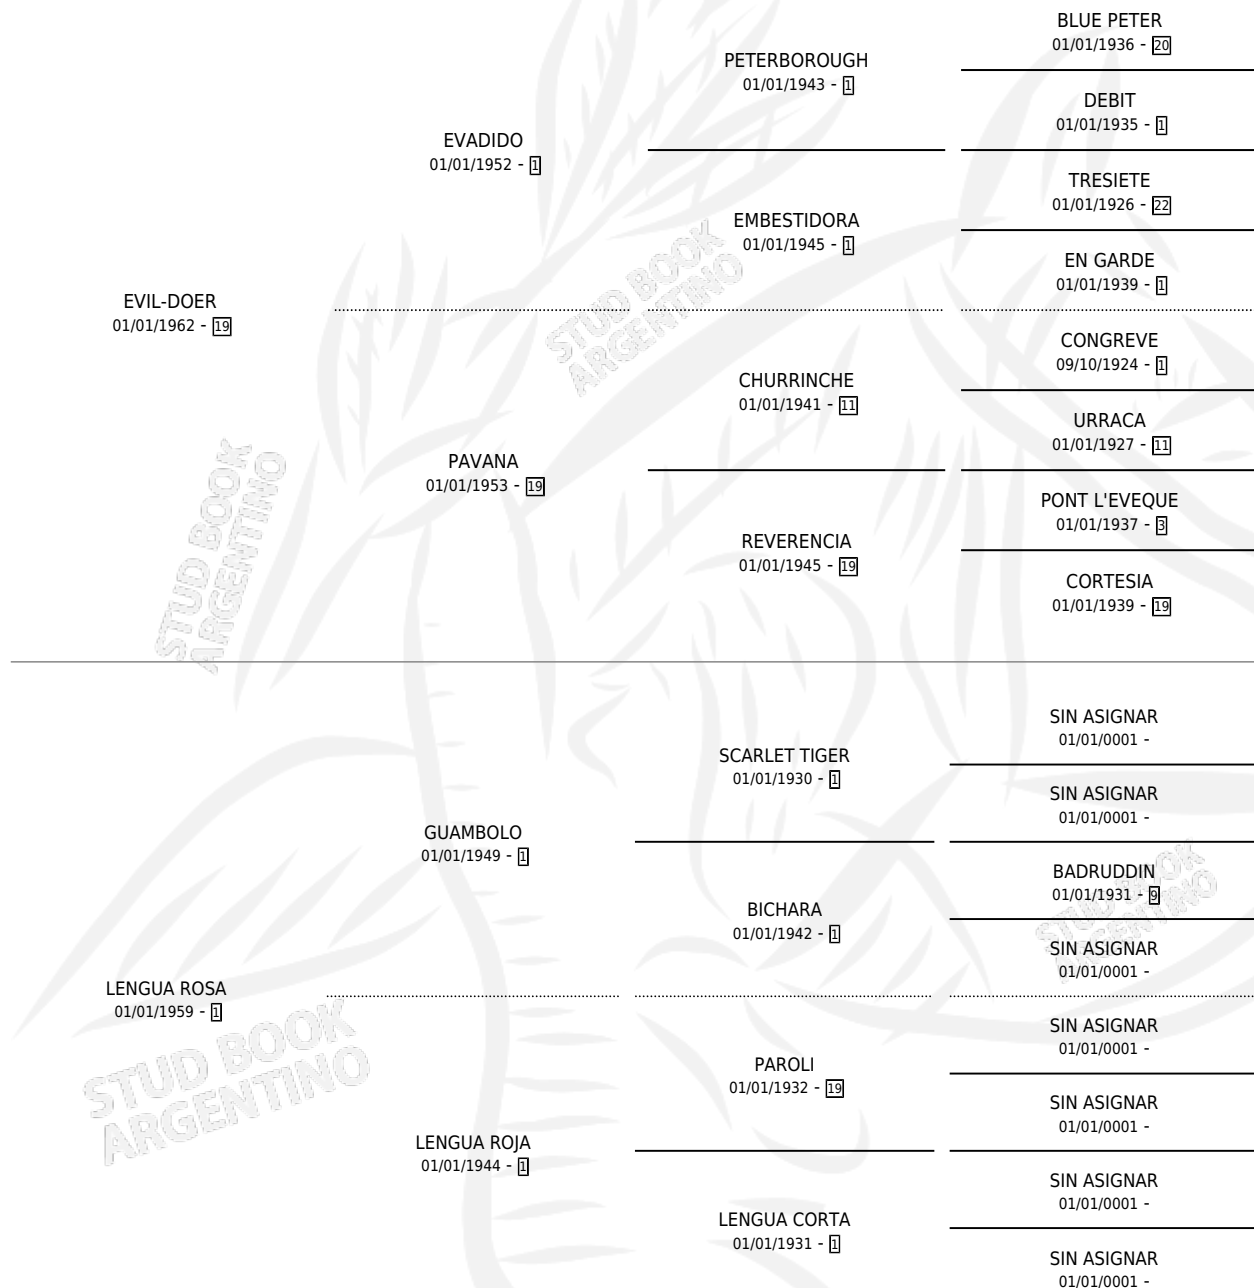 BLUE PETER
01/01/1936 - 20
PETERBOROUGH
01/01/1943 - 1
DEBIT
01/01/1935 - 1
EVADIDO
01/01/1952 - 1
TRESIETE
01/01/1926 - 22
EMBESTIDORA
01/01/1945 - 1
EN GARDE
01/01/1939 - 1
EVIL-DOER
01/01/1962 - 19
STUD BOOK
ARGENTINO
CONGREVE
09/10/1924 - 1
CHURRINCHE
01/01/1941 - 11
URRACA
01/01/1927 - 11
PAVANA
01/01/1953 - 19
PONT L'EVEQUE
01/01/1937 - 3
REVERENCIA
01/01/1945 - 19
CORTESIA
01/01/1939 - 19
STUD BOOK
ARGENTINO
SIN ASIGNAR
01/01/0001 -
SCARLET TIGER
01/01/1930 - 1
SIN ASIGNAR
01/01/0001 -
GUAMBOLO
01/01/1949 - 1
BADRUDDIN
01/01/1931 - 9
BICHARA
01/01/1942 - 1
STUD BOOK
ARGENTINO
SIN ASIGNAR
01/01/0001 -
LENGUA ROSA
01/01/1959 - 1
SIN ASIGNAR
01/01/0001 -
PAROLI
01/01/1932 - 19
STUD BOOK
ARGENTINO
SIN ASIGNAR
01/01/0001 -
LENGUA ROJA
01/01/1944 - 1
SIN ASIGNAR
01/01/0001 -
LENGUA CORTA
01/01/1931 - 1
SIN ASIGNAR
01/01/0001 -